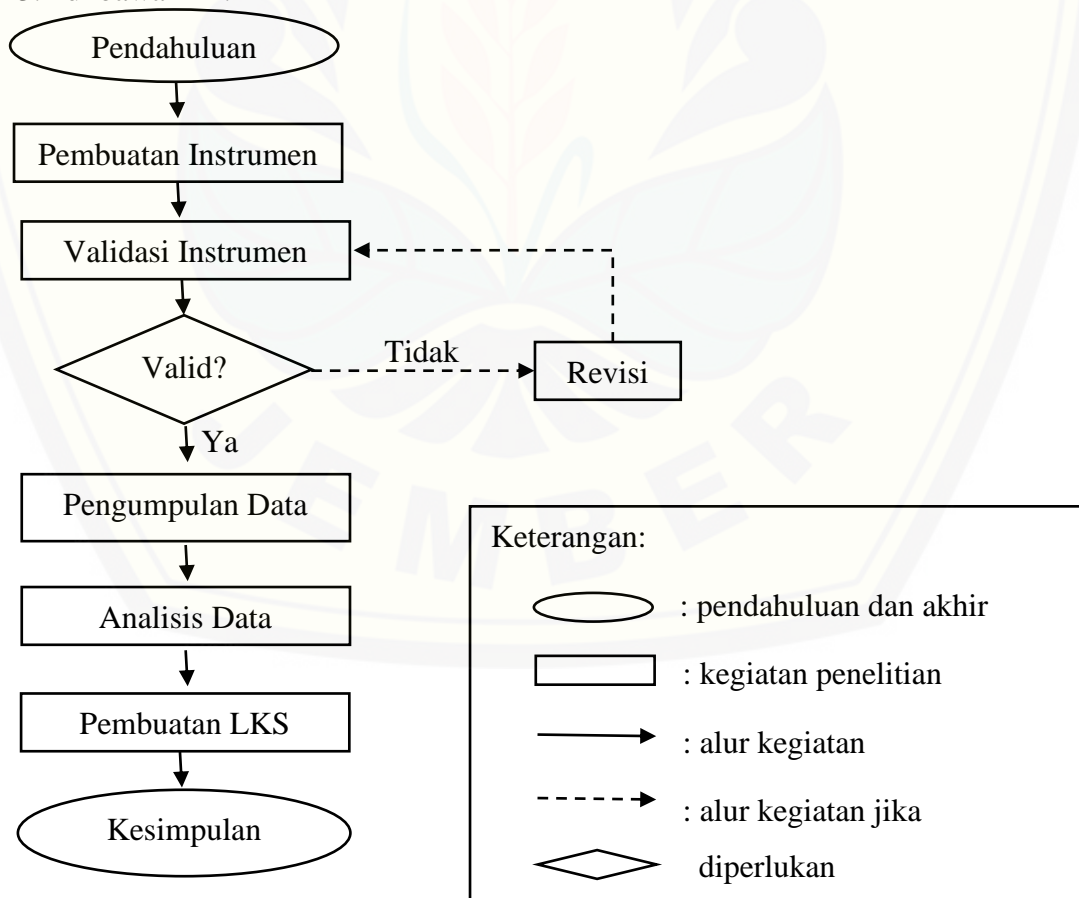 Pendahuluan
Pembuatan Instrumen
Validasi Instrumen
Valid?
Tidak
Revisi
Ya
Pengumpulan Data
Analisis Data
Pembuatan LKS
Kesimpulan
Keterangan:
: pendahuluan dan akhir
: kegiatan penelitian
: alur kegiatan
: alur kegiatan jika
diperlukan
JEMBER